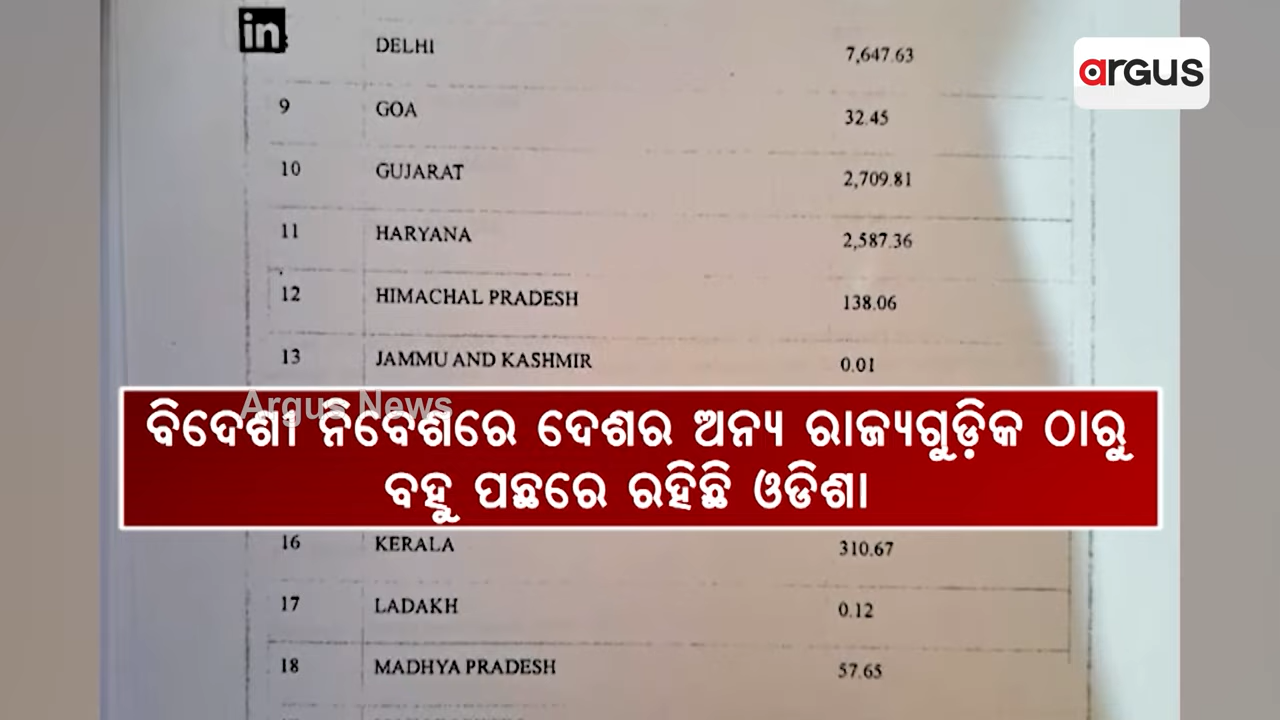 in
DELHI 7,647.63
argus
9 GOA 32.45
10 GUJARAT 2,709.81
11 HARYANA 2,587.36
12 HIMACHAL PRADESH 138.06
13 JAMMU AND KASHMIR 0.01
Argus News
ବିଦେଶୀ ନିବେଶରେ ଦେଶର ଅନ୍ୟ ରାଜ୍ୟଗୁଡ଼ିକ ଠାରୁ
ବହୁ ପଛରେ ରହିଛି ଓଡିଶା
16 KERALA 310.67
17 LADAKH 0.12
18 MADHYA PRADESH 57.65